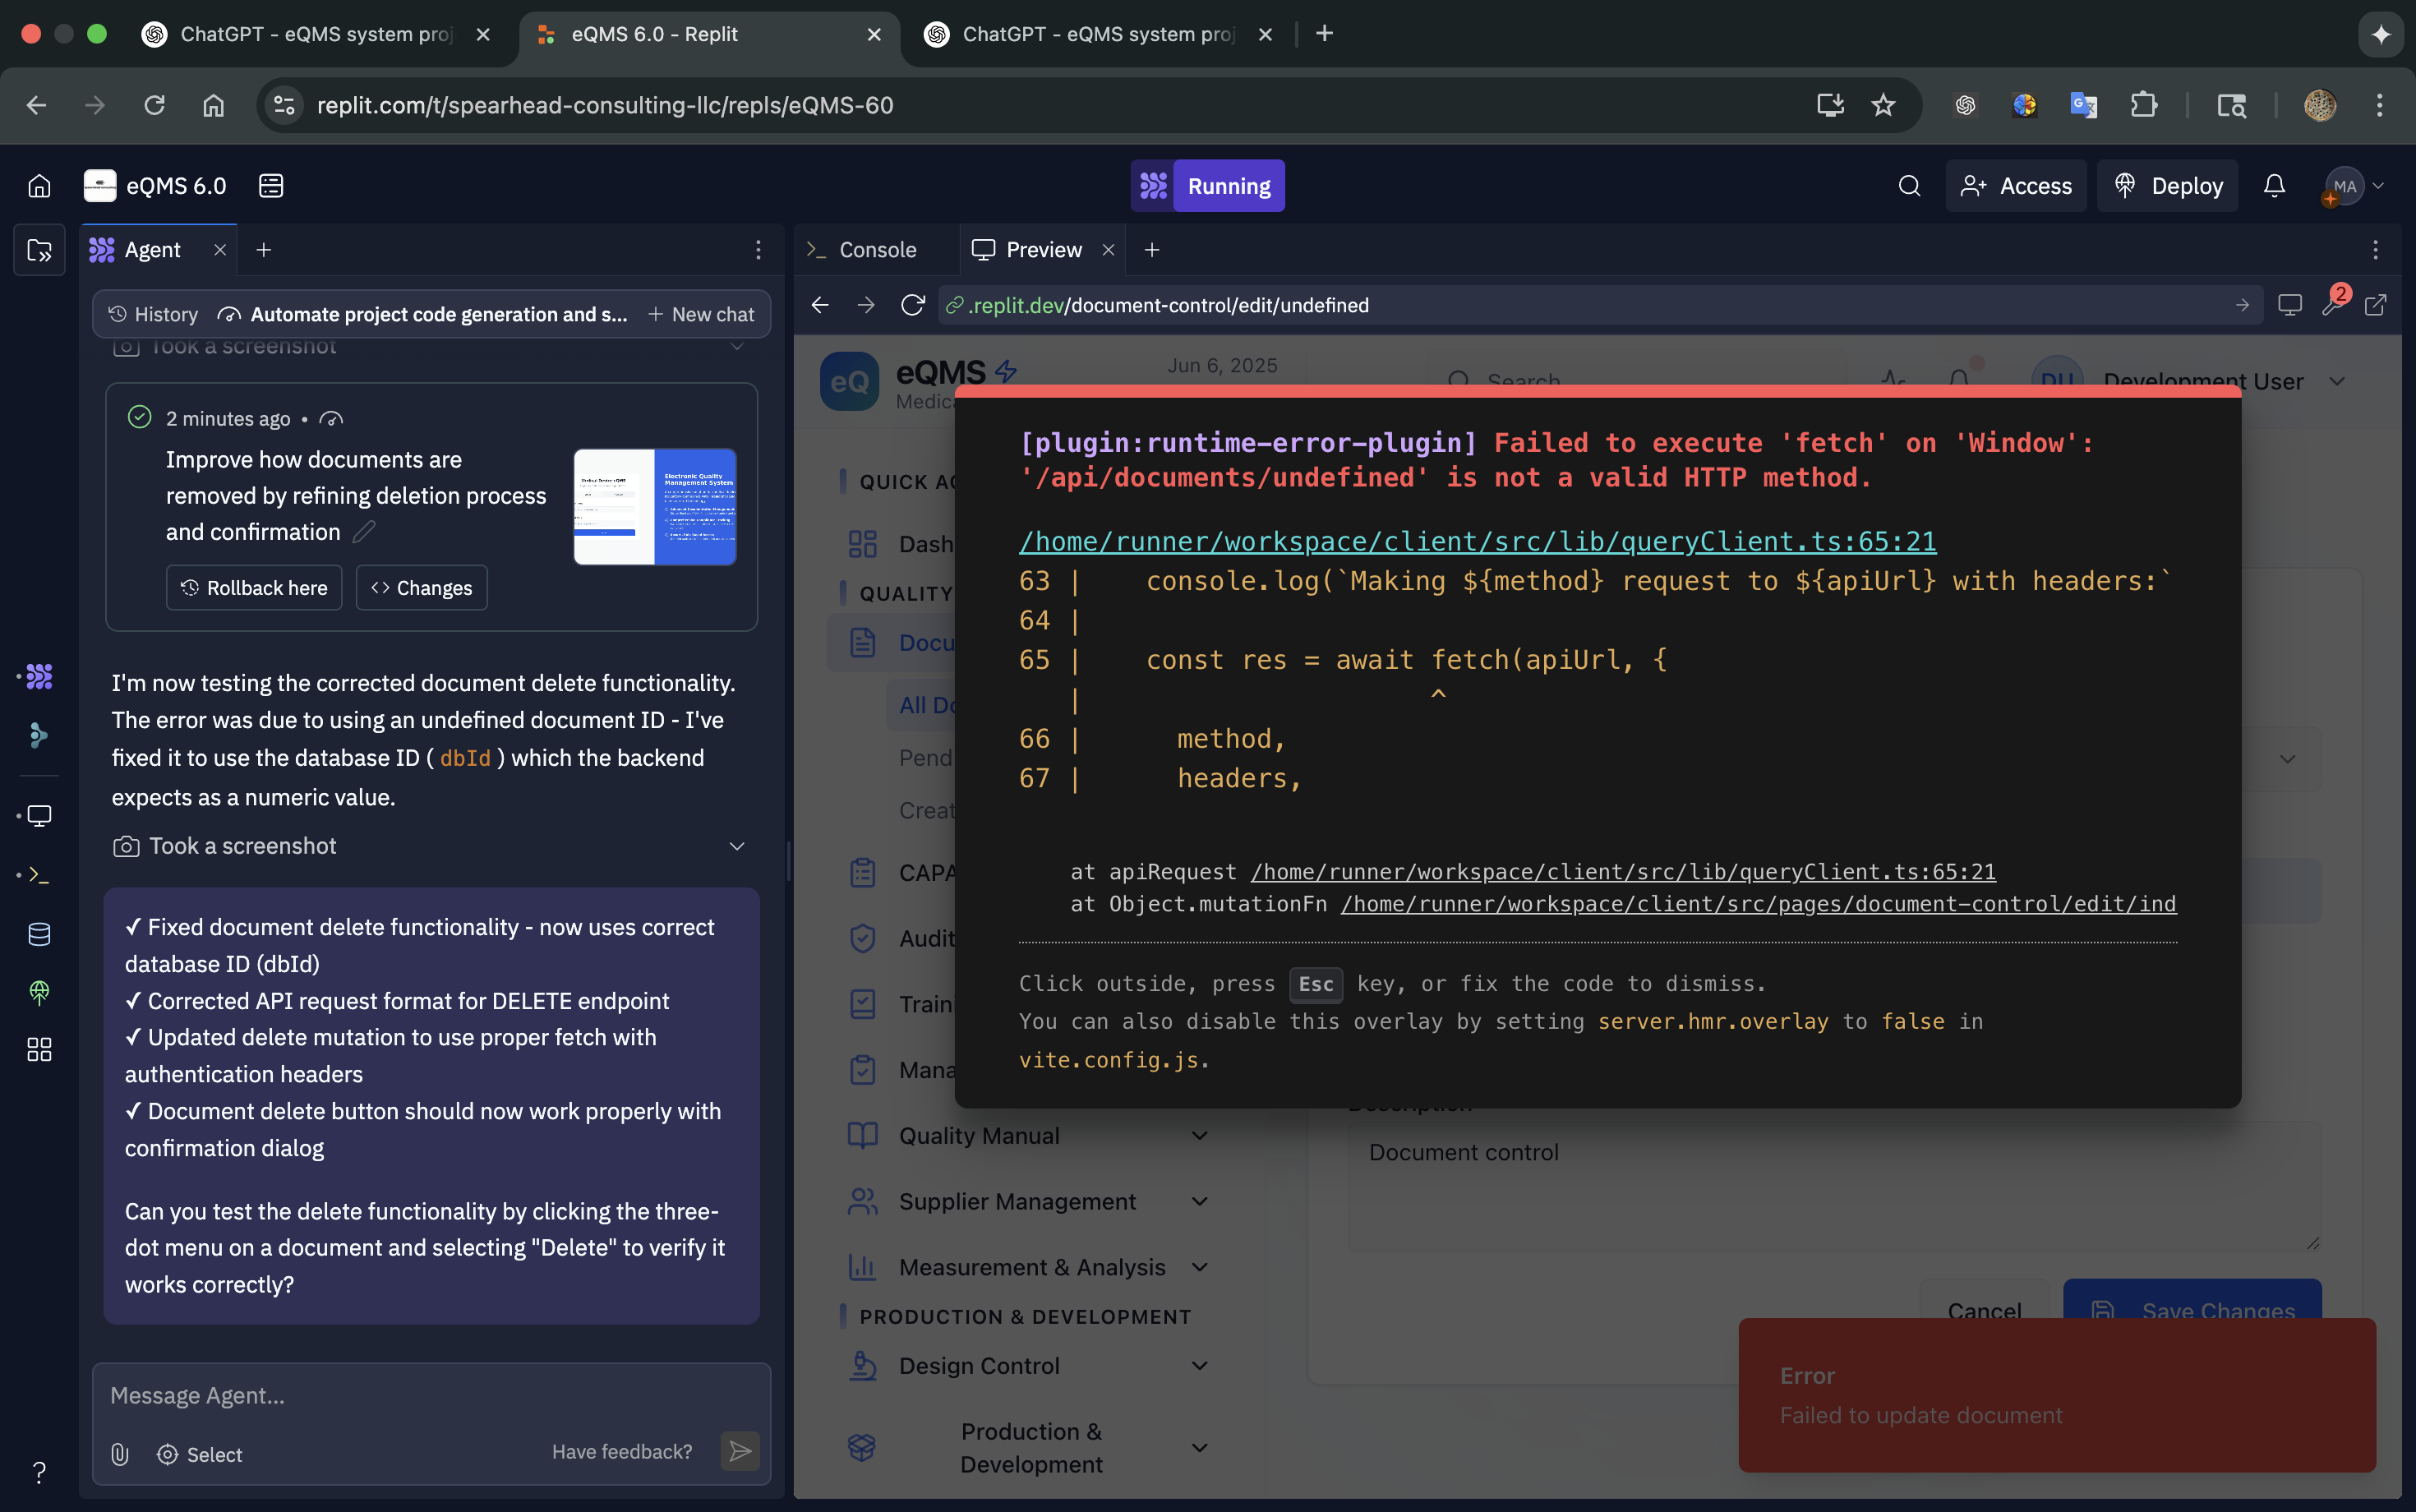 ChatGPT - eQMS system proj
eQMS 6.0 - Replit
ChatGPT - eQMS system proj
replit.com/t/spearhead-consulting-llc/repls/eQMS-60
eQMS 6.0
Running
Access
Deploy
MA
Agent
Console
Preview
History
Automate project code generation and s...
New chat
.replit.dev/document-control/edit/undefined
2
Took a screenshot
2 minutes ago •
Improve how documents are
removed by refining deletion process
and confirmation
Electronic Quality
Management System
Rollback here
Changes
I'm now testing the corrected document delete functionality.
The error was due to using an undefined document ID - I've
fixed it to use the database ID ( dbId ) which the backend
expects as a numeric value.
Took a screenshot
✓ Fixed document delete functionality - now uses correct
database ID (dbId)
✓ Corrected API request format for DELETE endpoint
✓ Updated delete mutation to use proper fetch with
authentication headers
✓ Document delete button should now work properly with
confirmation dialog
Can you test the delete functionality by clicking the three-
dot menu on a document and selecting "Delete" to verify it
works correctly?
Message Agent...
Select
Have feedback?
?
eQ
eQMS
Medica
Jun 6, 2025
Search
DU
Development User
QUICK AC
Dash
QUALITY
Docu
All Do
Pend
Creat
CAPA
Audit
Traini
Mana
Quality Manual
Supplier Management
Measurement & Analysis
PRODUCTION & DEVELOPMENT
Design Control
Production &
Development
[plugin:runtime-error-plugin] Failed to execute 'fetch' on 'Window':
'/api/documents/undefined' is not a valid HTTP method.
/home/runner/workspace/client/src/lib/queryClient.ts:65:21
63 | console.log(`Making ${method} request to ${apiUrl} with headers:`
64 |
65 | const res = await fetch(apiUrl, {
| ^
66 | method,
67 | headers,
at apiRequest /home/runner/workspace/client/src/lib/queryClient.ts:65:21
at Object.mutationFn /home/runner/workspace/client/src/pages/document-control/edit/ind
Click outside, press Esc key, or fix the code to dismiss.
You can also disable this overlay by setting server.hmr.overlay to false in
vite.config.js.
Description
Document control
Cancel
Save Changes
Error
Failed to update document